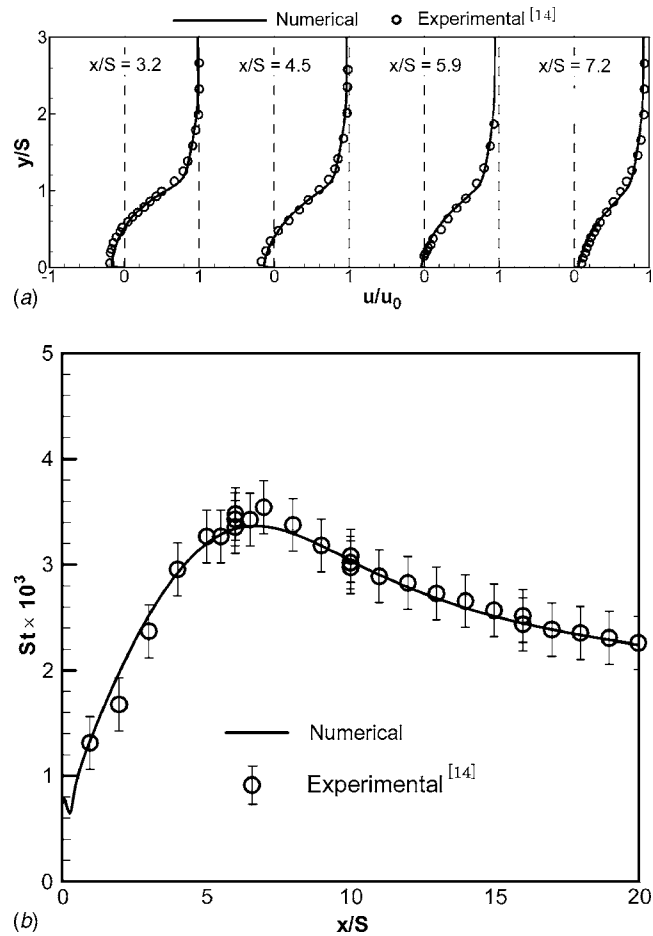 Numerical Experimental [14]
3
2
1
0
y/S
x/S = 3.2 x/S = 4.5 x/S = 5.9 x/S = 7.2
-1 0 1 0 1 0 1 0 1
(a) u/u₀
5
4
3
2
1
0
St × 10³
Numerical
Experimental [14]
0 5 10 15 20
(b) x/S